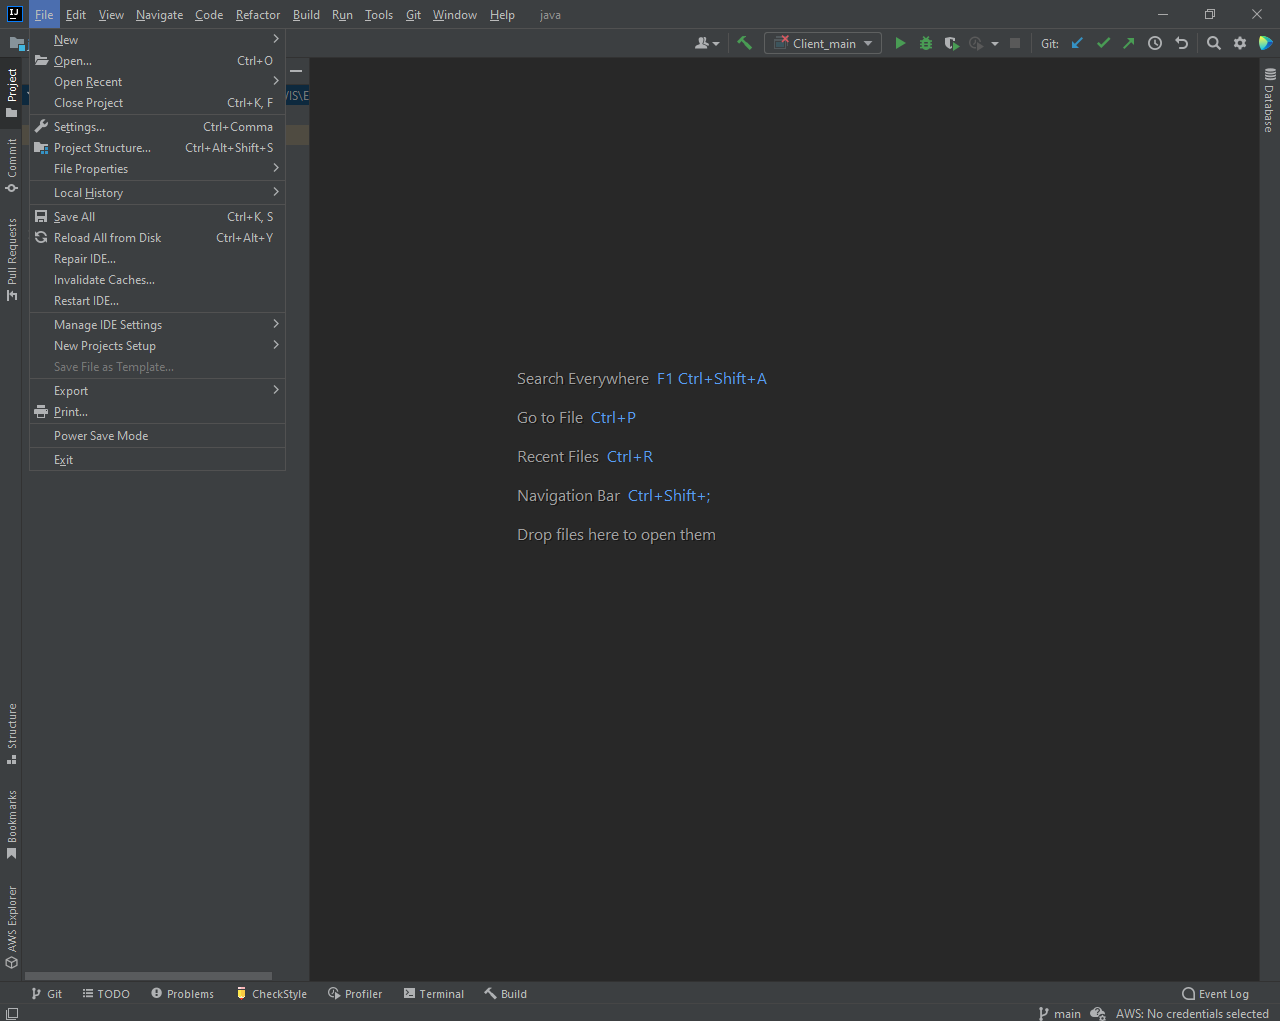 IJ File Edit View Navigate Code Refactor Build Run Tools Git Window Help java
Client_main Git:
New
Open... Ctrl+O
Open Recent
Close Project Ctrl+K, F
Settings... Ctrl+Comma
Project Structure... Ctrl+Alt+Shift+S
File Properties
Local History
Save All Ctrl+K, S
Reload All from Disk Ctrl+Alt+Y
Repair IDE...
Invalidate Caches...
Restart IDE...
Manage IDE Settings
New Projects Setup
Save File as Template...
Export
Print...
Power Save Mode
Exit
VIS\E
Project
Commit
Pull Requests
Structure
Bookmarks
AWS Explorer
Database
Search Everywhere F1 Ctrl+Shift+A
Go to File Ctrl+P
Recent Files Ctrl+R
Navigation Bar Ctrl+Shift+;
Drop files here to open them
Git TODO Problems CheckStyle Profiler Terminal Build Event Log
main AWS: No credentials selected